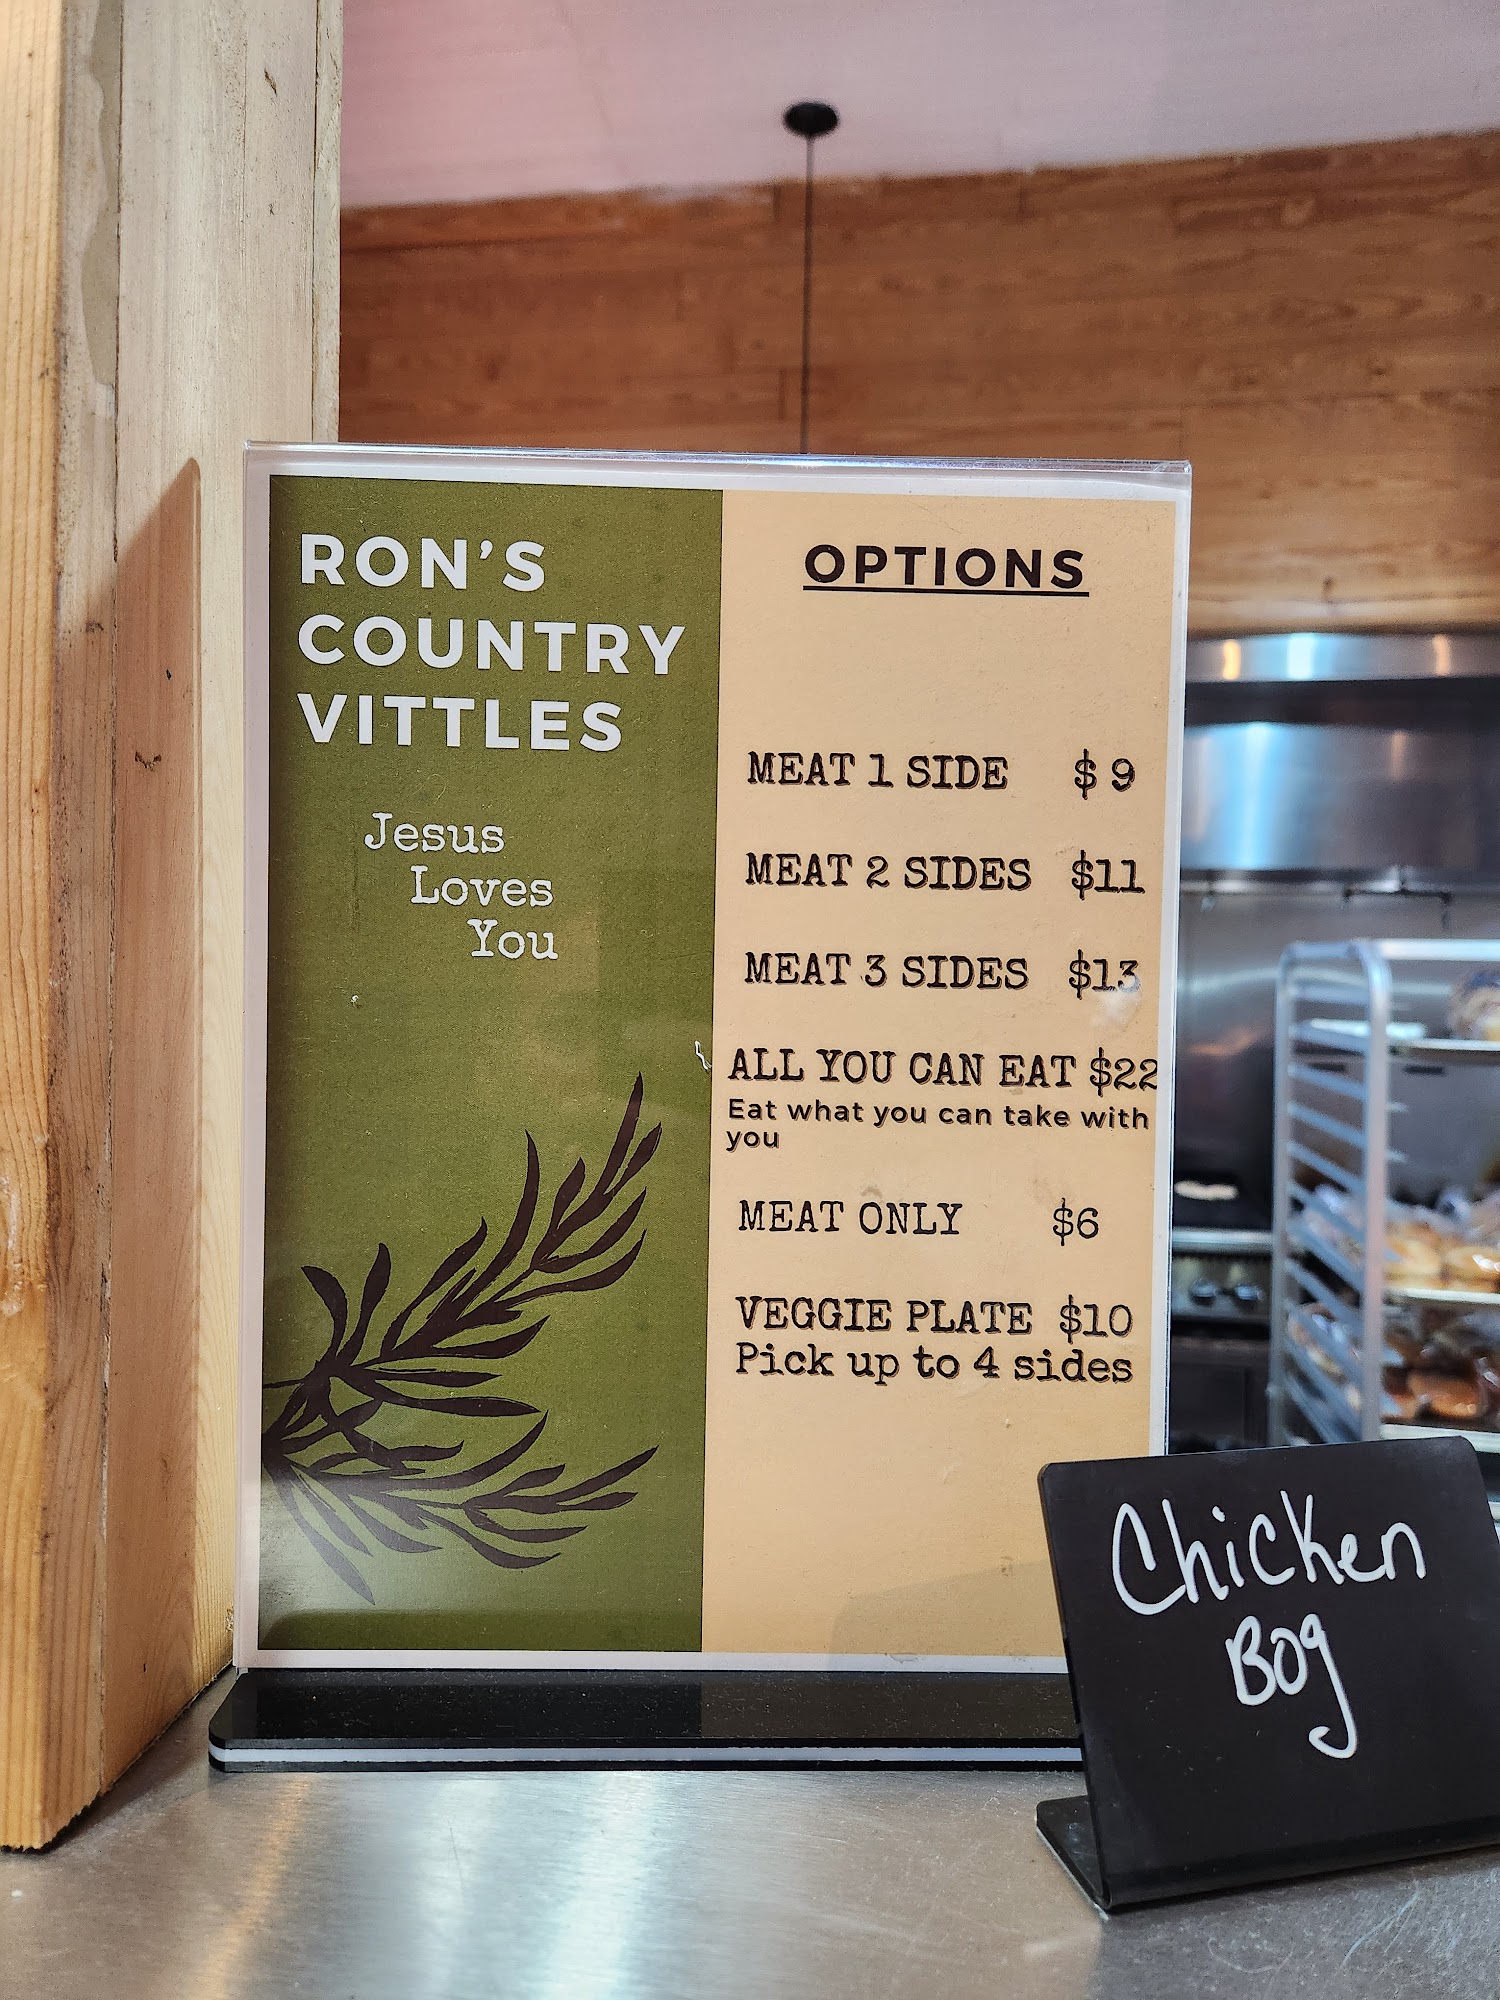 RON'S
COUNTRY
VITTLES
Jesus
Loves
You
OPTIONS
MEAT 1 SIDE $ 9
MEAT 2 SIDES $11
MEAT 3 SIDES $13
ALL YOU CAN EAT $22
Eat what you can take with
you
MEAT ONLY $6
VEGGIE PLATE $10
Pick up to 4 sides
Chicken
Bog